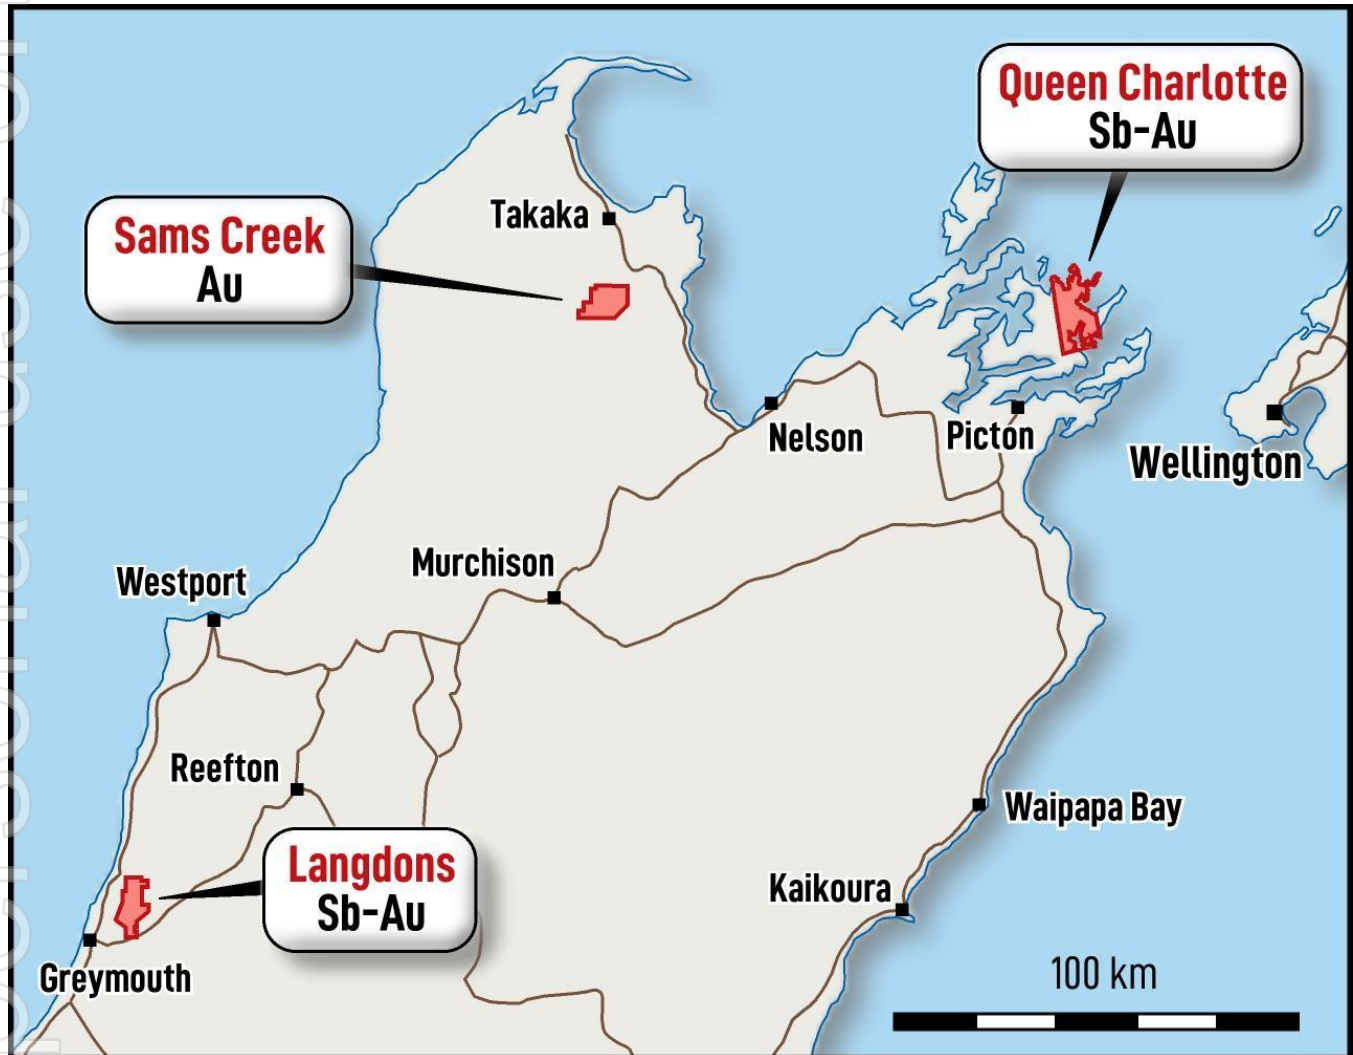 Queen Charlotte
Sb-Au
Takaka
Sams Creek
Au
Nelson
Picton
Wellington
Murchison
Westport
Reefton
Waipapa Bay
Langdons
Sb-Au
Kaikoura
Greymouth
100 km